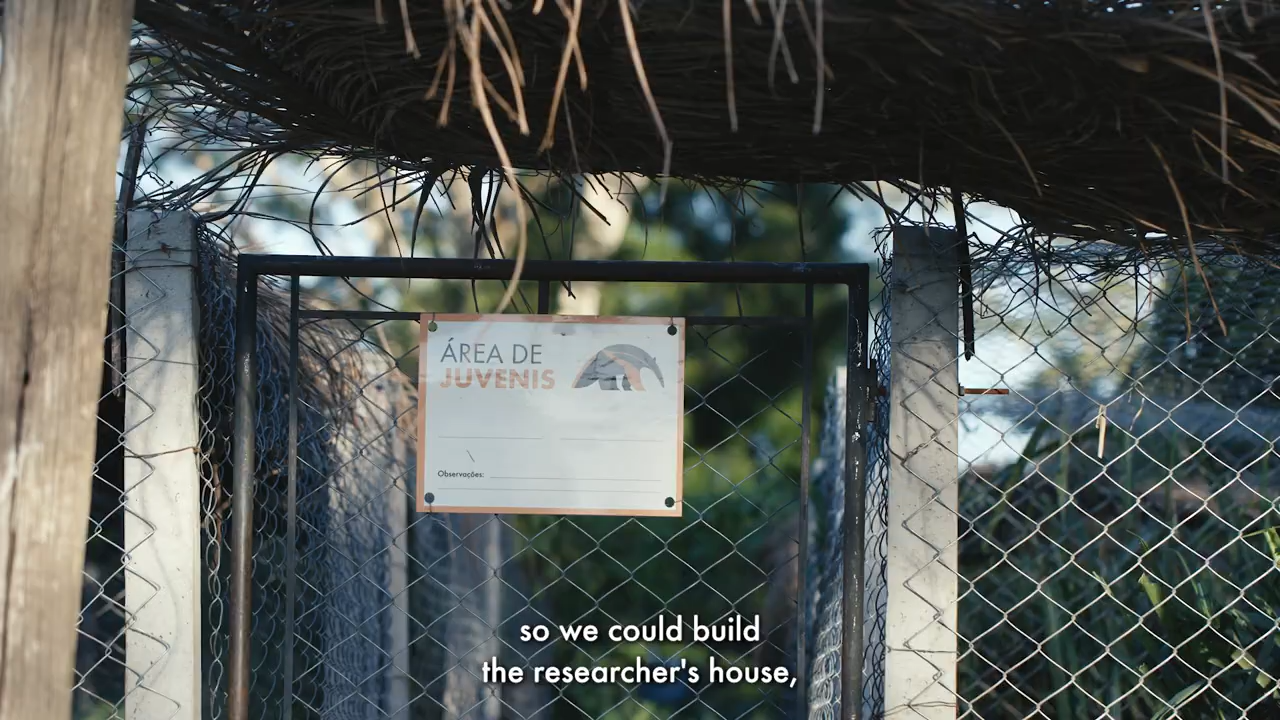 ÁREA DE
JUVENIS
Observações:
so we could build
the researcher's house,